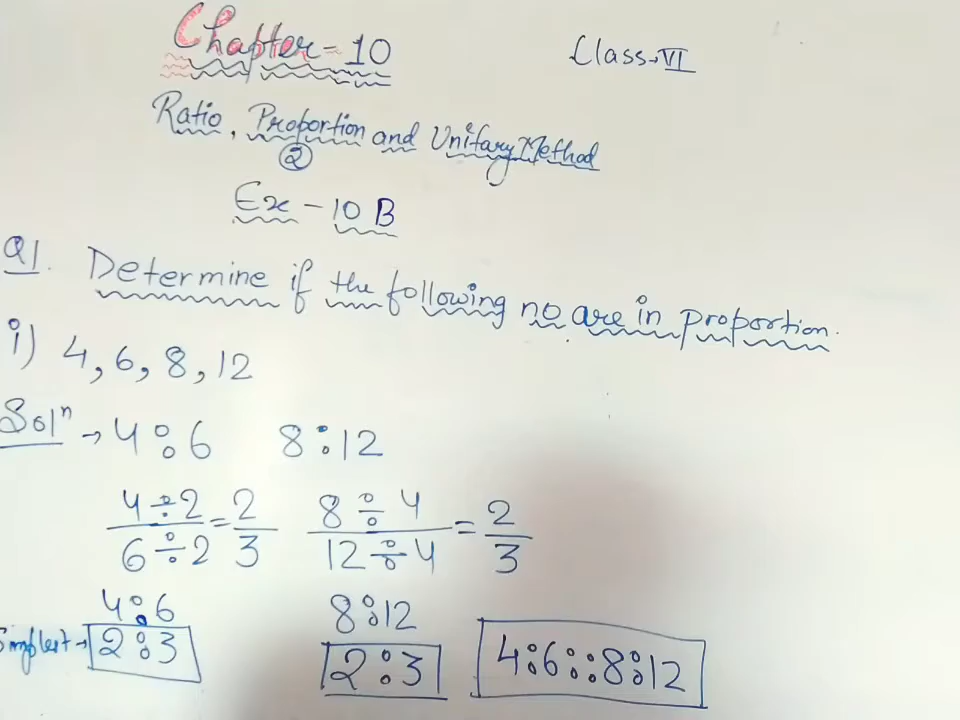 Chapter-10
Class-VI
Ratio, Proportion and Unitary Method
②
Ex - 10 B
Q1. Determine if the following no are in proportion.
i) 4, 6, 8, 12
Solⁿ → 4:6 8:12
4÷2/6÷2 = 2/3 8÷4/12÷4 = 2/3
4:6 8:12
Simplest → 2:3 2:3 4:6::8:12